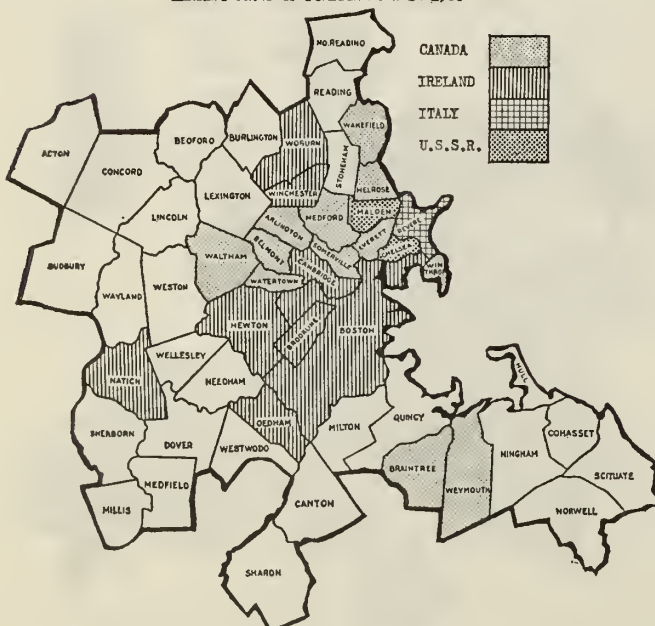 CANADA
IRELAND
ITALY
U.S.S.R.
NO. READING
READING
WAKEFIELD
BURLINGTON
WOBURN
STONEHAM
BEDFORD
ACTON
CONCORD
LEXINGTON
WINCHESTER
MELROSE
MEDFORD
MALDEN
REVERE
LINCOLN
ARLINGTON
EVERETT
BELMONT
SOMERVILLE
CHELSEA
WALTHAM
CAMBRIDGE
WINTHROP
SUDBURY
WATERTOWN
WAYLAND
WESTON
NEWTON
BROOKLINE
BOSTON
WELLESLEY
HULL
NATICK
NEEDHAM
DEDHAM
MILTON
QUINCY
COHASSET
HINGHAM
SHERBORN
DOVER
WESTWOOD
SCITUATE
BRAINTREE
WEYMOUTH
MEDFIELD
MILLIS
CANTON
NORWELL
SHARON